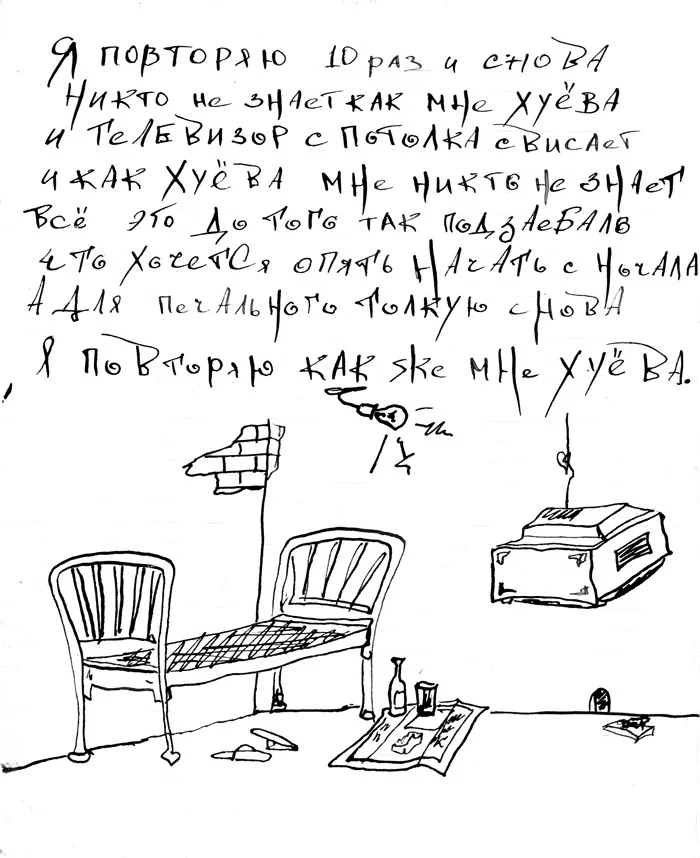 Я повторяю 10 раз и снова
Никто не знает как мне хуёва
и телевизор с потолка свисает
и как хуёва мне никто не знает
Всё это до того так подзаебало
что хочется опять начать с начала
А для печального толкую снова
Я повторяю как же мне хуёва.